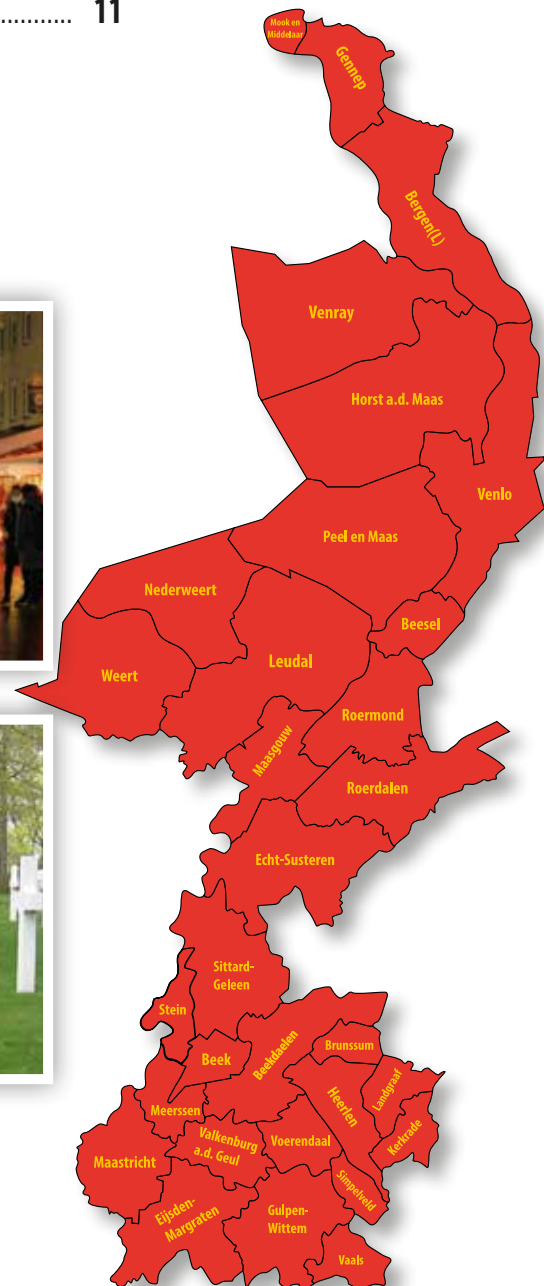 ........... 11
Mook en
Middelaar
Gennep
Bergen(L)
Venray
Horst a.d. Maas
Venlo
Peel en Maas
Nederweert
Beesel
Leudal
Weert
Roermond
Maasgouw
Roerdalen
Echt-Susteren
Sittard-
Geleen
Stein
Beekdaelen
Brunssum
Beek
Landgraaf
Heerlen
Meerssen
Kerkrade
Valkenburg
a.d. Geul
Voerendaal
Maastricht
Simpelveld
Eijsden-
Margraten
Gulpen-
Wittem
Vaals